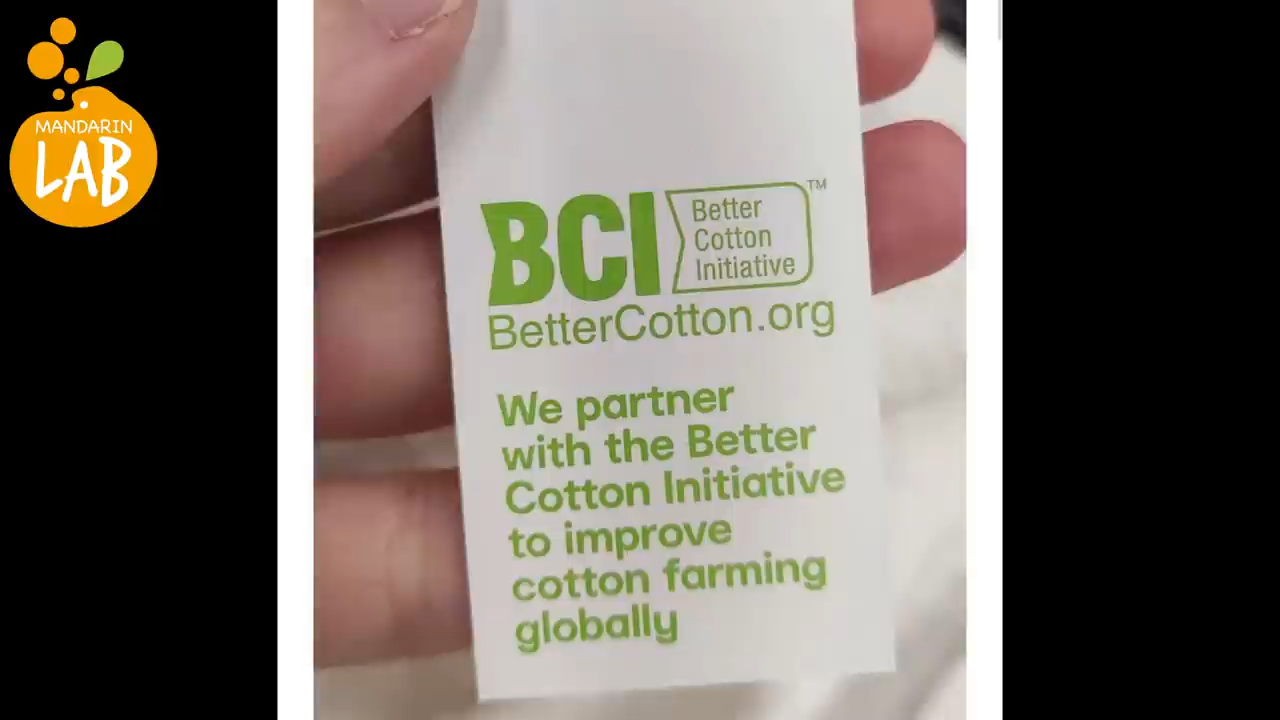 MANDARIN
LAB
BCI
Better
Cotton
Initiative
TM
BetterCotton.org
We partner
with the Better
Cotton Initiative
to improve
cotton farming
globally